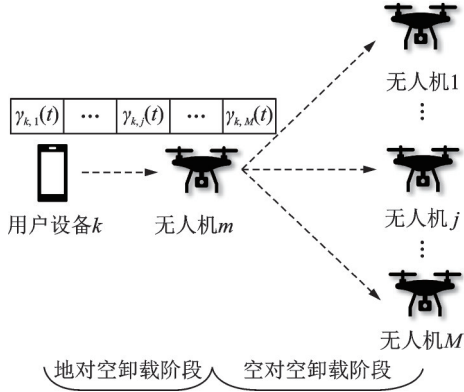 无人机1
⋮
γk,1(t) ⋯ γk,j(t) ⋯ γk,M(t)
用户设备k
无人机m
无人机j
⋮
无人机M
地对空卸载阶段 空对空卸载阶段